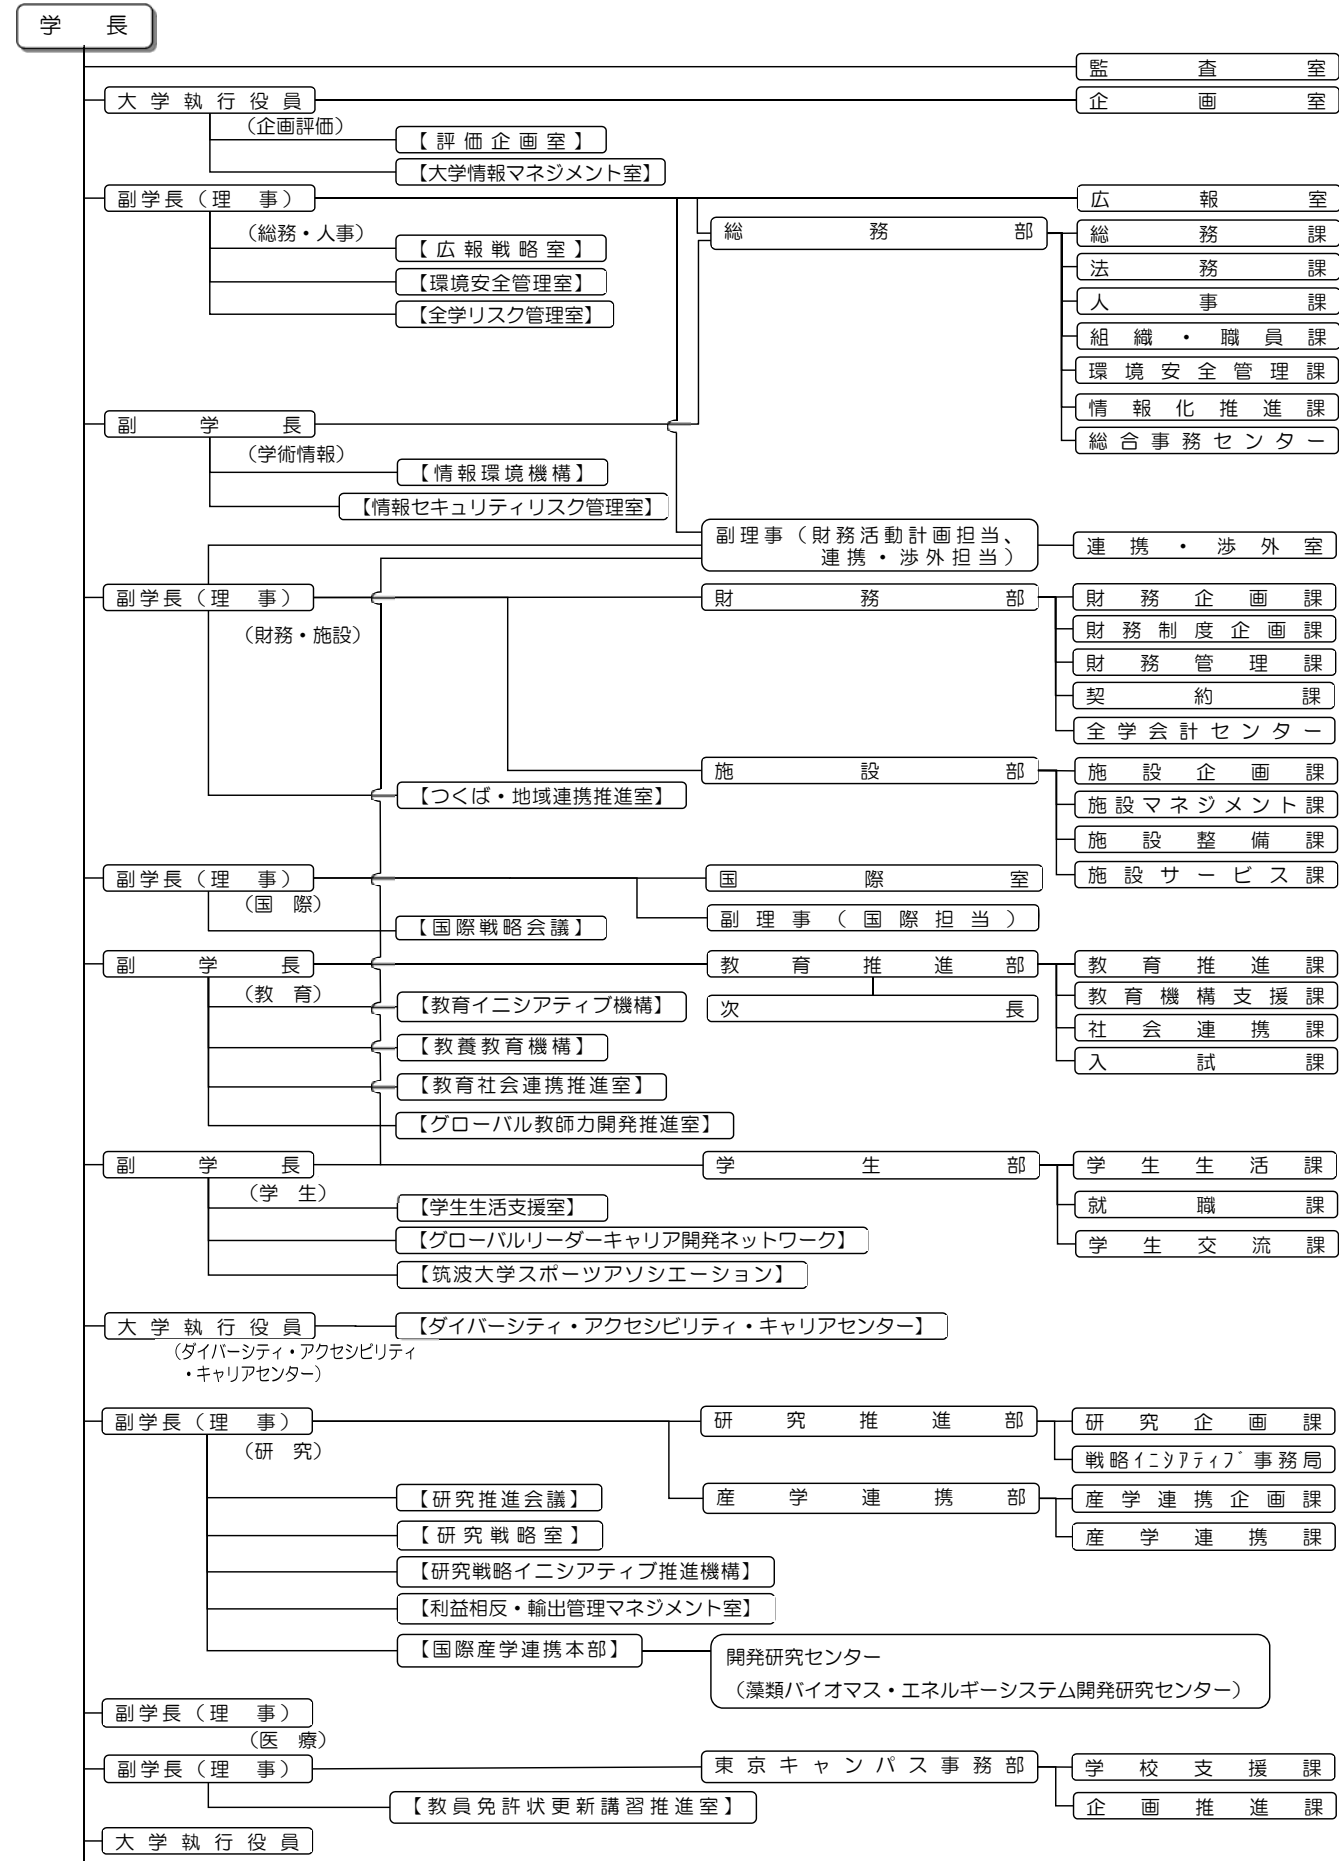 学長
監査室
大学執行役員
企画室
（企画評価）
【評価企画室】
【大学情報マネジメント室】
副学長（理　事）
広報室
（総務・人事）
総務部
総務課
【広報戦略室】
法務課
【環境安全管理室】
人事課
【全学リスク管理室】
組織・職員課
環境安全管理課
情報化推進課
副学長
総合事務センター
（学術情報）
【情報環境機構】
【情報セキュリティリスク管理室】
副理事（財務活動計画担当、
連携・渉外担当）
連携・渉外室
副学長（理　事）
財務部
財務企画課
（財務・施設）
財務制度企画課
財務管理課
契約課
全学会計センター
施設部
施設企画課
【つくば・地域連携推進室】
施設マネジメント課
施設整備課
施設サービス課
副学長（理　事）
国際室
（国　際）
副理事（国際担当）
【国際戦略会議】
副学長
教育推進部
教育推進課
（教　育）
教育機構支援課
【教育イニシアティブ機構】
次長
社会連携課
【教養教育機構】
入試課
【教育社会連携推進室】
【グローバル教師力開発推進室】
副学長
学生部
学生生活課
（学　生）
【学生生活支援室】
就職課
【グローバルリーダーキャリア開発ネットワーク】
学生交流課
【筑波大学スポーツアソシエーション】
大学執行役員
【ダイバーシティ・アクセシビリティ・キャリアセンター】
（ダイバーシティ・アクセシビリティ
・キャリアセンター）
副学長（理　事）
研究推進部
研究企画課
（研　究）
戦略ｲﾆｼｱﾃｨﾌﾞ事務局
【研究推進会議】
産学連携部
産学連携企画課
【研究戦略室】
産学連携課
【研究戦略イニシアティブ推進機構】
【利益相反・輸出管理マネジメント室】
【国際産学連携本部】
開発研究センター
（藻類バイオマス・エネルギーシステム開発研究センター）
副学長（理　事）
（医　療）
副学長（理　事）
東京キャンパス事務部
学校支援課
【教員免許状更新講習推進室】
企画推進課
大学執行役員